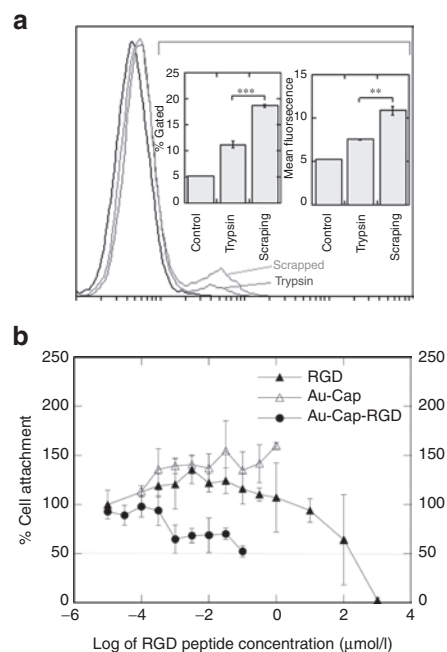 a
% Gated
25
20
15
10
5
0
***
Control
Trypsin
Scraping
Mean fluorsecence
15
10
5
0
**
Control
Trypsin
Scraping
Scrapped
Trypsin
b
% Cell attachment
250
200
150
100
50
0
RGD
Au-Cap
Au-Cap-RGD
250
200
150
100
50
0
−6 −4 −2 0 2 4
Log of RGD peptide concentration (μmol/l)